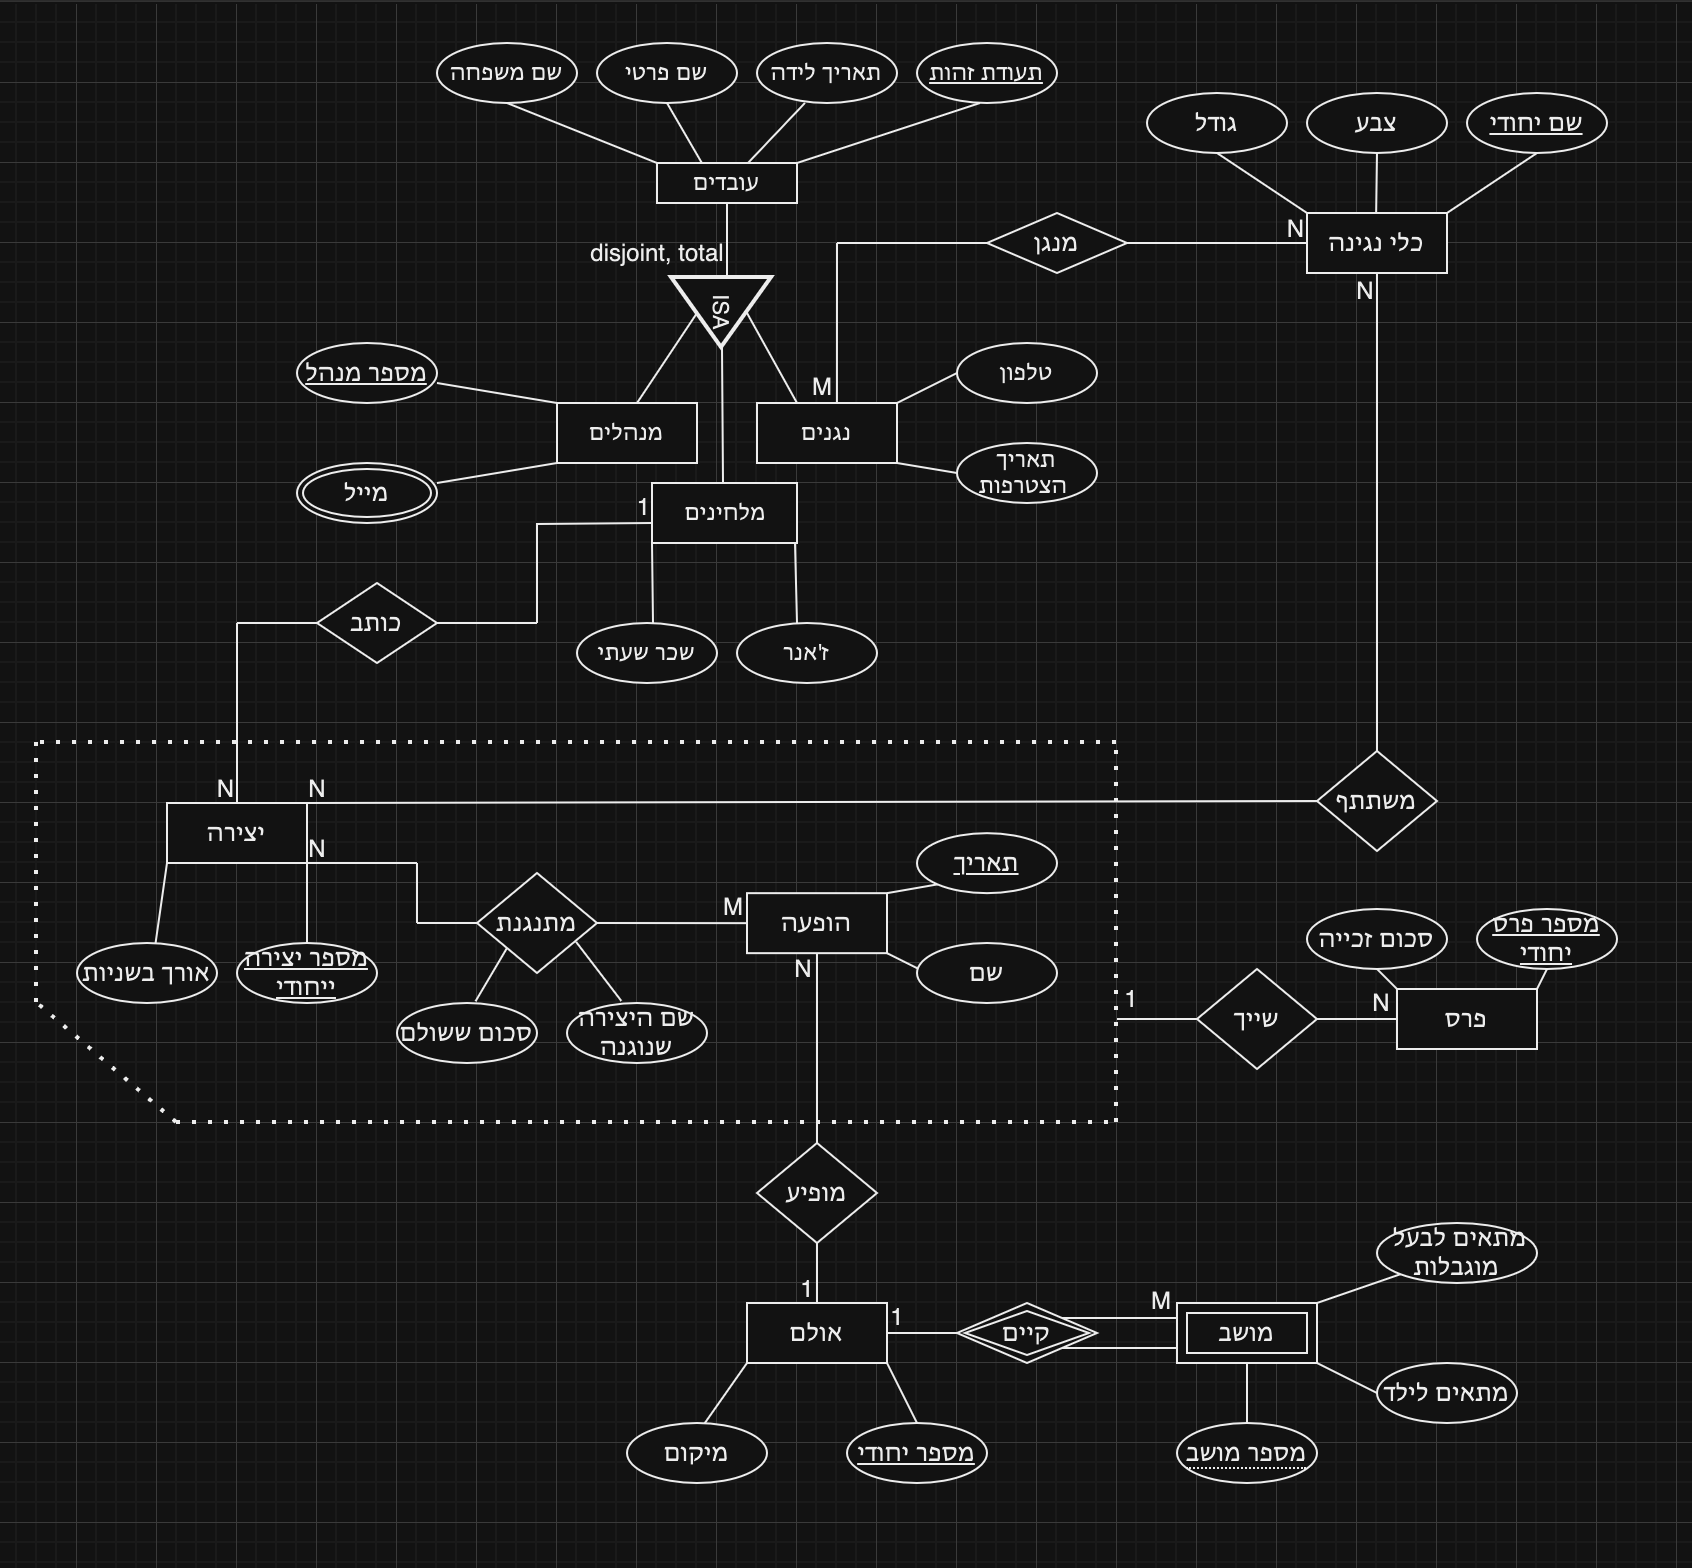 שם משפחה
שם פרטי
תאריך לידה
תעודת זהות
גודל
צבע
שם יחודי
עובדים
מנגן
N
כלי נגינה
disjoint, total
N
ISA
מספר מנהל
M
טלפון
מנהלים
נגנים
תאריך
הצטרפות
מייל
1
מלחינים
כותב
שכר שעתי
ז'אנר
N
N
משתתף
יצירה
N
תאריך
M
הופעה
מתנגנת
סכום זכייה
מספר פרס
יחודי
אורך בשניות
מספר יצירה
ייחודי
N
שם
1
שייך
N
פרס
סכום ששולם
שם היצירה
שנוגנה
מופיע
1
מתאים לבעל
מוגבלות
אולם
1
קיים
M
מושב
מתאים לילד
מיקום
מספר יחודי
מספר מושב